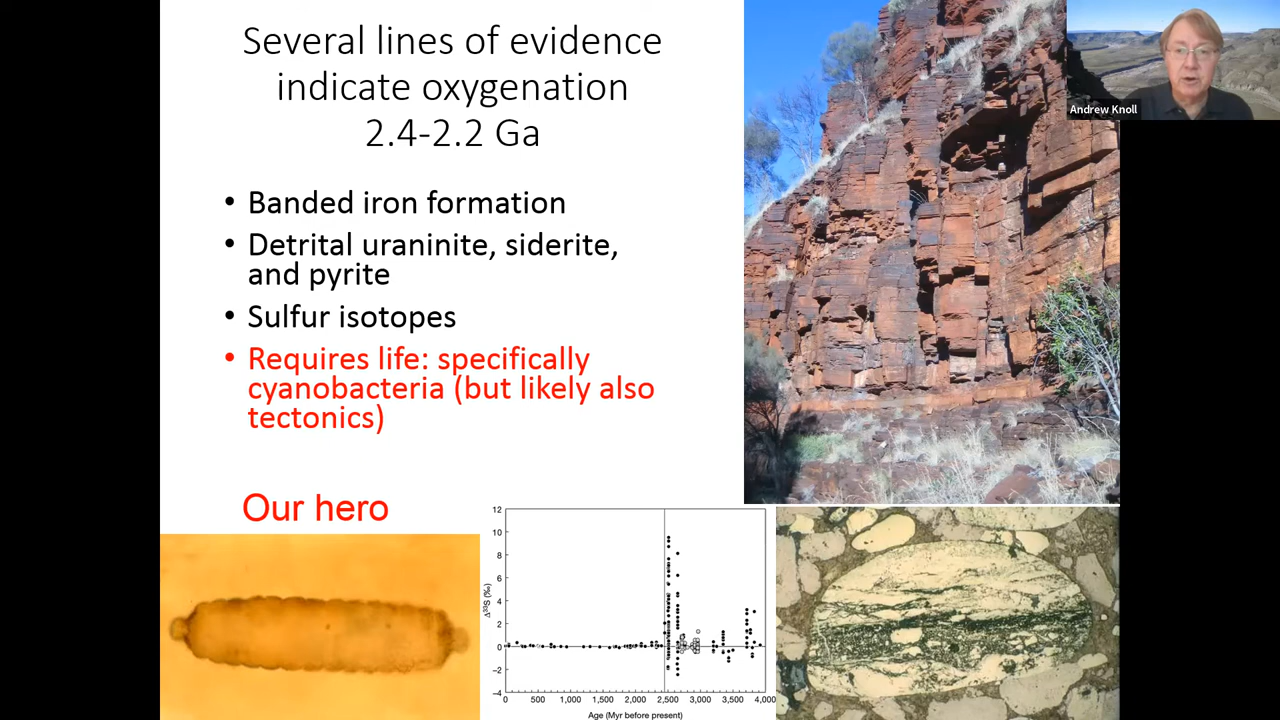 Several lines of evidence
indicate oxygenation
2.4-2.2 Ga
Andrew Knoll
• Banded iron formation
• Detrital uraninite, siderite,
and pyrite
• Sulfur isotopes
• Requires life: specifically
cyanobacteria (but likely also
tectonics)
Our hero
12
10
8
6
4
2
0
−2
−4
Δ33S (‰)
0 500 1,000 1,500 2,000 2,500 3,000 3,500 4,000
Age (Myr before present)